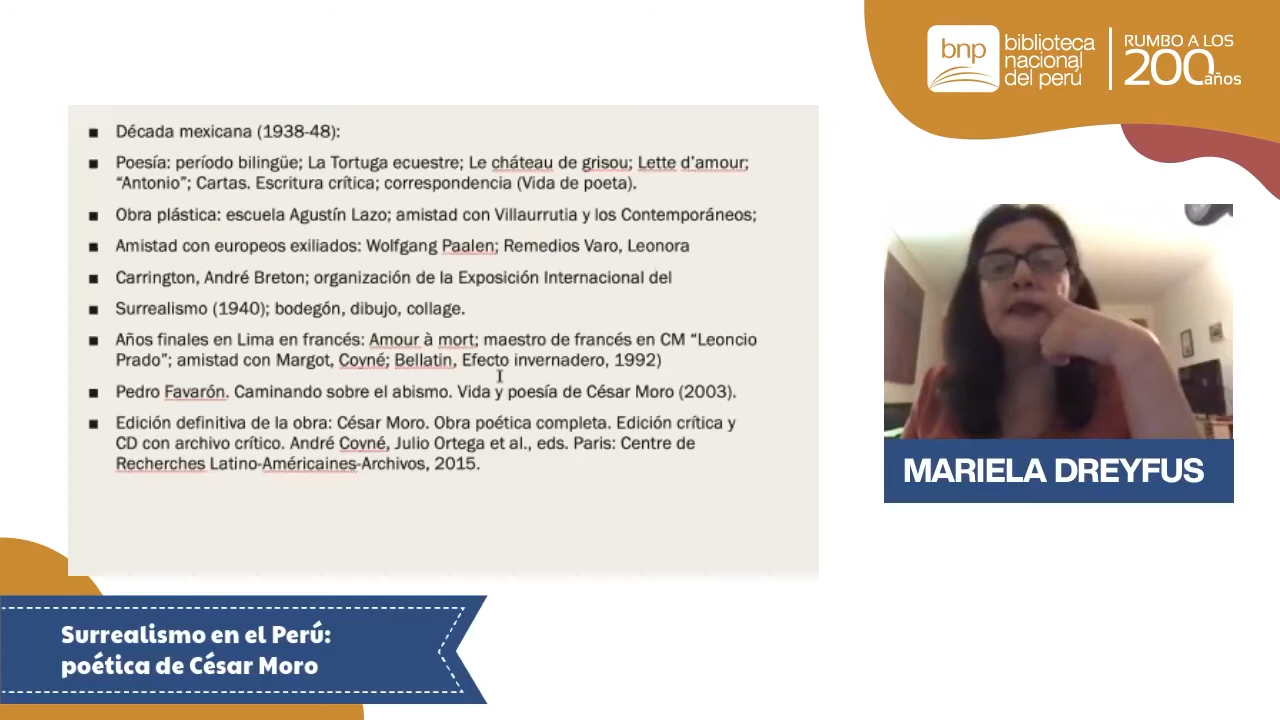 bnp
biblioteca
nacional
del perú
RUMBO A LOS
200
años
■ Década mexicana (1938-48):
■ Poesía: período bilingüe; La Tortuga ecuestre; Le cháteau de grisou; Lette d'amour;
“Antonio”; Cartas. Escritura crítica; correspondencia (Vida de poeta).
■ Obra plástica: escuela Agustín Lazo; amistad con Villaurrutia y los Contemporáneos;
■ Amistad con europeos exiliados: Wolfgang Paalen; Remedios Varo, Leonora
■ Carrington, André Breton; organización de la Exposición Internacional del
■ Surrealismo (1940); bodegón, dibujo, collage.
■ Años finales en Lima en francés: Amour à mort; maestro de francés en CM “Leoncio
Prado”; amistad con Margot, Coyné; Bellatin, Efecto invernadero, 1992)
■ Pedro Favarón. Caminando sobre el abismo. Vida y poesía de César Moro (2003).
■ Edición definitiva de la obra: César Moro. Obra poética completa. Edición crítica y
CD con archivo crítico. André Coyné, Julio Ortega et al., eds. Paris: Centre de
Recherches Latino-Américaines-Archivos, 2015.
MARIELA DREYFUS
Surrealismo en el Perú:
poética de César Moro